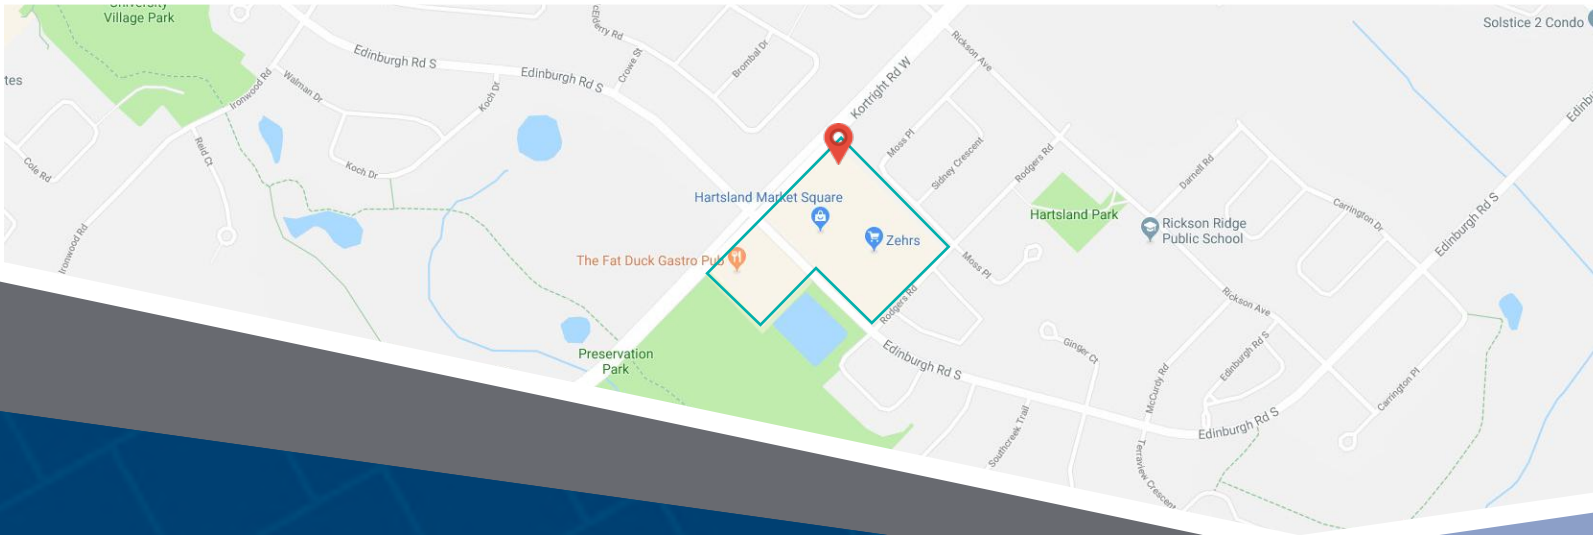 University
Village Park
Solstice 2 Condo
tes
McElderry Rd
Crowe St
Brombal Dr
Rickson Ave
Kortright Rd W
Edinburgh Rd S
Edinburgh Rd S
Ironwood Rd
Walman Dr
Koch Dr
Edinbu
Reid Ct
Cole Rd
Koch Dr
Moss Pl
Sidney Crescent
Rodgers Rd
Darnell Rd
Hartsland Market Square
Hartsland Park
Rickson Ridge
Public School
Carrington Dr
Edinburgh Rd S
Zehrs
Ironwood Rd
The Fat Duck Gastro Pub
Moss Pl
Rodgers Rd
Rickson Ave
Preservation
Park
Edinburgh Rd S
Ginger Ct
Edinburgh Rd S
McCurdy Rd
Carrington Pl
Edinburgh Rd S
Southcreek Trail
Terraview Crescent